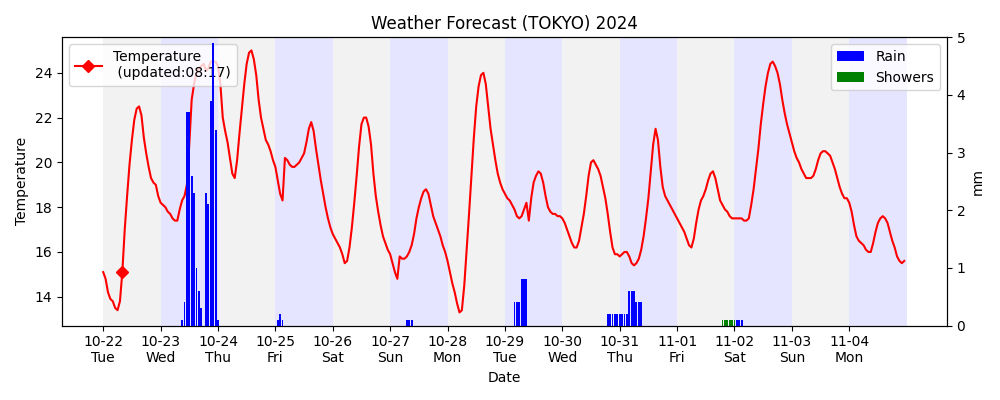 Weather Forecast (TOKYO) 2024
Temperature
(updated:08:17)
Rain
Showers
Temperature
24
22
20
18
16
14
5
4
3
2
1
0
mm
10-22 10-23 10-24 10-25 10-26 10-27 10-28 10-29 10-30 10-31 11-01 11-02 11-03 11-04
Tue Wed Thu Fri Sat Sun Mon Tue Wed Thu Fri Sat Sun Mon
Date